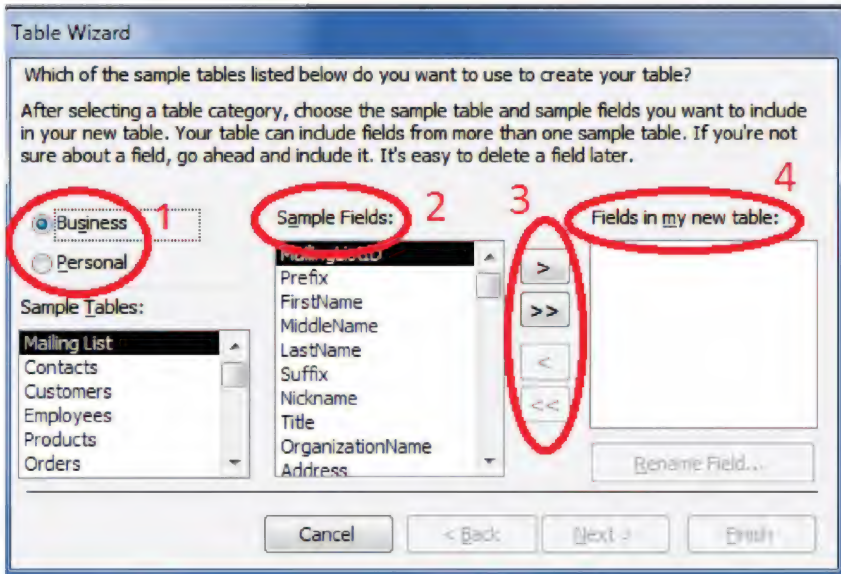 Table Wizard
Which of the sample tables listed below do you want to use to create your table?
After selecting a table category, choose the sample table and sample fields you want to include
in your new table. Your table can include fields from more than one sample table. If you're not
sure about a field, go ahead and include it. It's easy to delete a field later.
1
Business
Personal
Sample Tables:
Mailing List
Contacts
Customers
Employees
Products
Orders
2
Sample Fields:
MailingListID
Prefix
FirstName
MiddleName
LastName
Suffix
Nickname
Title
OrganizationName
Address
3
>
>>
<
<<
4
Fields in my new table:
Rename Field...
Cancel
< Back
Next >
Finish